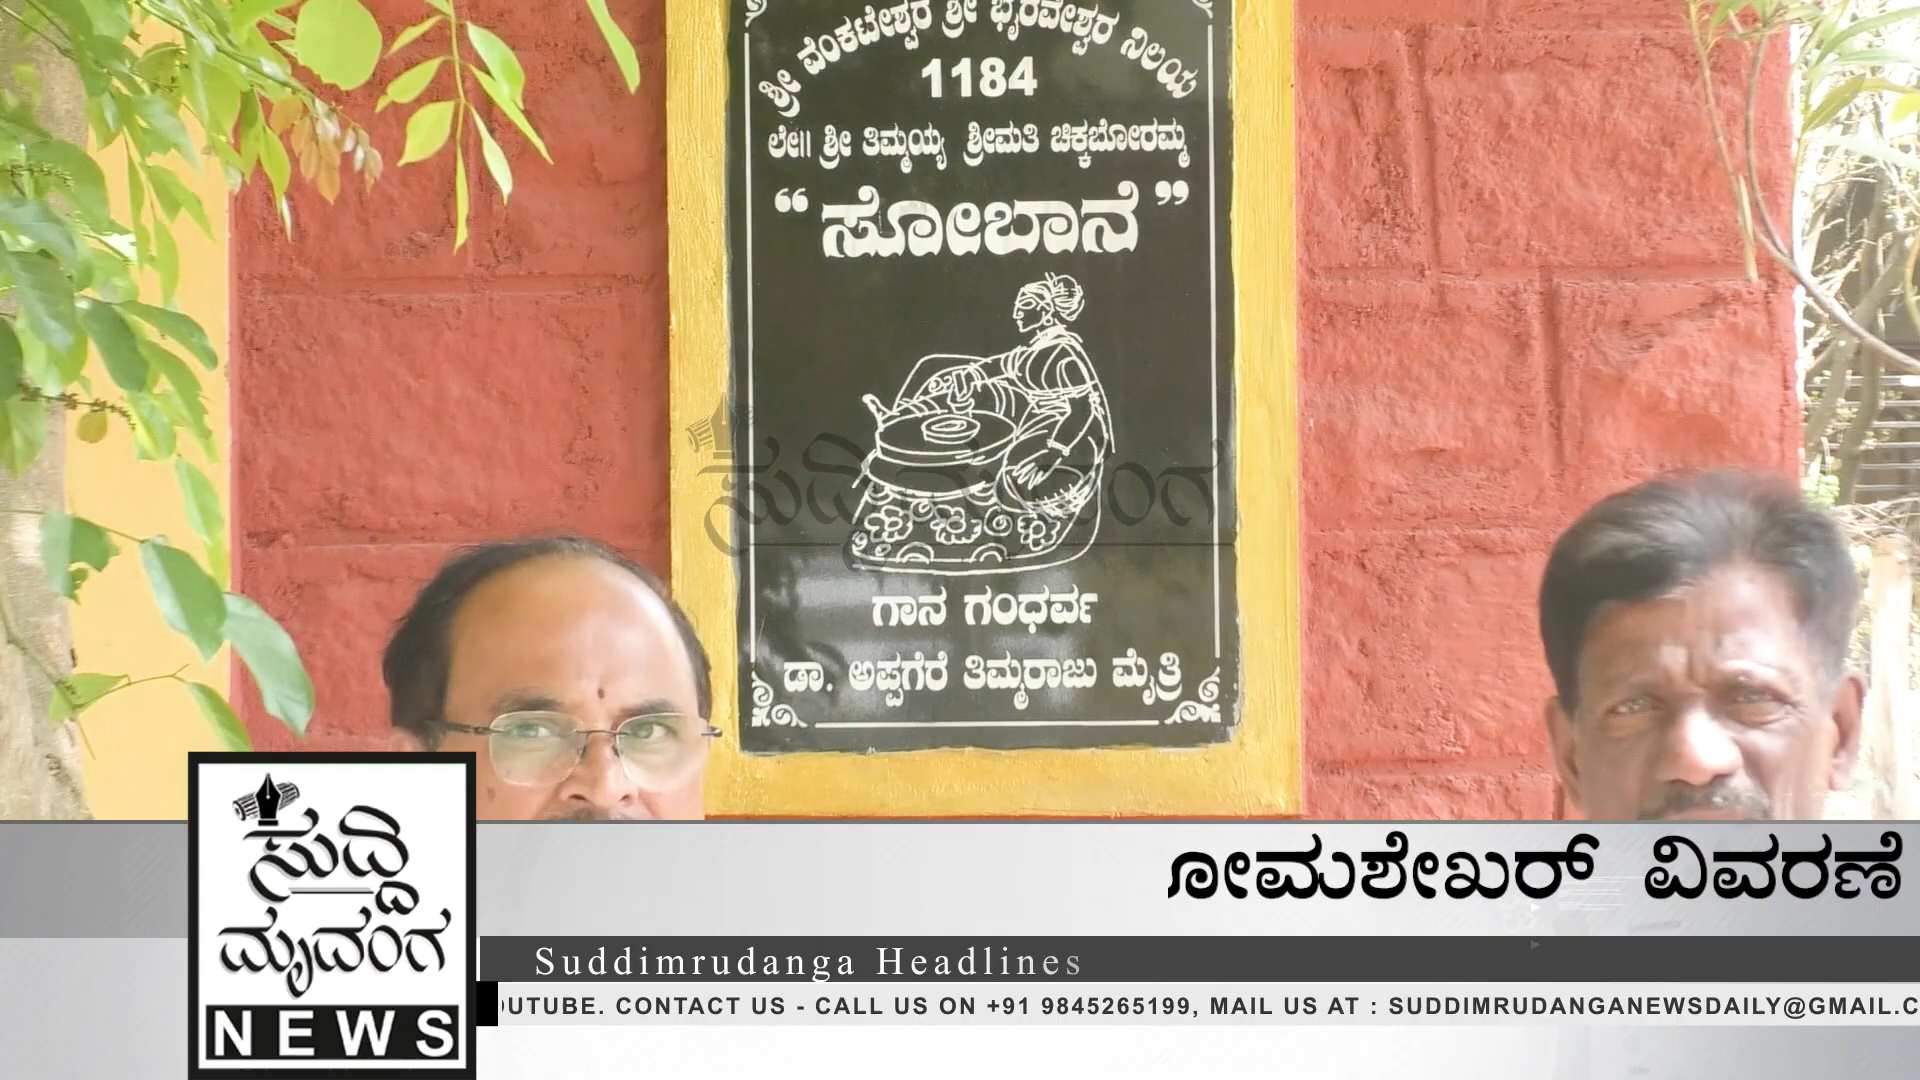 ಶ್ರೀ ವೆಂಕಟೇಶ್ವರ ಶ್ರೀ ಭೈರವೇಶ್ವರ ನಿಲಯ
1184
ಲೇ|| ಶ್ರೀ ತಿಮ್ಮಯ್ಯ ಶ್ರೀಮತಿ ಚಿಕ್ಕಬೋರಮ್ಮ
“ ಸೋಬಾನೆ ”
ಸುದ್ದಿಮೃದಂಗ
ಗಾನ ಗಂಧರ್ವ
ಡಾ. ಅಪ್ಪಗೆರೆ ತಿಮ್ಮರಾಜು ಮೈತ್ರಿ
ಸುದ್ದಿ
ಮೃದಂಗ
NEWS
ೋಮಶೇಖರ್ ವಿವರಣೆ
Suddimrudanga Headlines
OUTUBE. CONTACT US - CALL US ON +91 9845265199, MAIL US AT : SUDDIMRUDANGANEWSDAILY@GMAIL.C